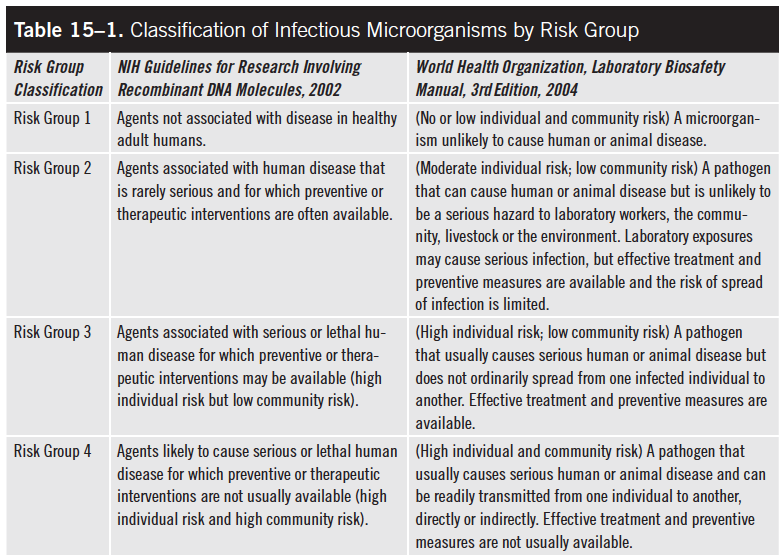 Table 15–1. Classification of Infectious Microorganisms by Risk Group
Risk Group
Classification
NIH Guidelines for Research Involving
Recombinant DNA Molecules, 2002
World Health Organization, Laboratory Biosafety
Manual, 3rd Edition, 2004
Risk Group 1
Agents not associated with disease in healthy
adult humans.
(No or low individual and community risk) A microorgan-
ism unlikely to cause human or animal disease.
Risk Group 2
Agents associated with human disease that
is rarely serious and for which preventive or
therapeutic interventions are often available.
(Moderate individual risk; low community risk) A pathogen
that can cause human or animal disease but is unlikely to
be a serious hazard to laboratory workers, the commu-
nity, livestock or the environment. Laboratory exposures
may cause serious infection, but effective treatment and
preventive measures are available and the risk of spread
of infection is limited.
Risk Group 3
Agents associated with serious or lethal hu-
man disease for which preventive or thera-
peutic interventions may be available (high
individual risk but low community risk).
(High individual risk; low community risk) A pathogen
that usually causes serious human or animal disease but
does not ordinarily spread from one infected individual to
another. Effective treatment and preventive measures are
available.
Risk Group 4
Agents likely to cause serious or lethal human
disease for which preventive or therapeutic
interventions are not usually available (high
individual risk and high community risk).
(High individual and community risk) A pathogen that
usually causes serious human or animal disease and can
be readily transmitted from one individual to another,
directly or indirectly. Effective treatment and preventive
measures are not usually available.